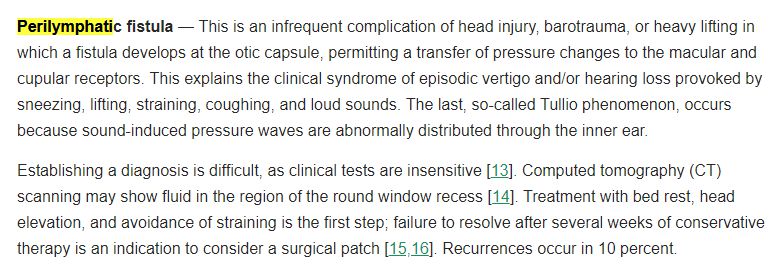 Perilymphatic fistula — This is an infrequent complication of head injury, barotrauma, or heavy lifting in
which a fistula develops at the otic capsule, permitting a transfer of pressure changes to the macular and
cupular receptors. This explains the clinical syndrome of episodic vertigo and/or hearing loss provoked by
sneezing, lifting, straining, coughing, and loud sounds. The last, so-called Tullio phenomenon, occurs
because sound-induced pressure waves are abnormally distributed through the inner ear.
Establishing a diagnosis is difficult, as clinical tests are insensitive [13]. Computed tomography (CT)
scanning may show fluid in the region of the round window recess [14]. Treatment with bed rest, head
elevation, and avoidance of straining is the first step; failure to resolve after several weeks of conservative
therapy is an indication to consider a surgical patch [15,16]. Recurrences occur in 10 percent.